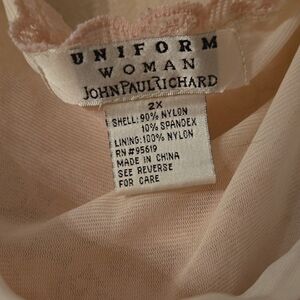 UNIFORM
WOMAN
JOHNPAULRICHARD
2X
SHELL: 90% NYLON
10% SPANDEX
LINING: 100% NYLON
RN #95619
MADE IN CHINA
SEE REVERSE
FOR CARE